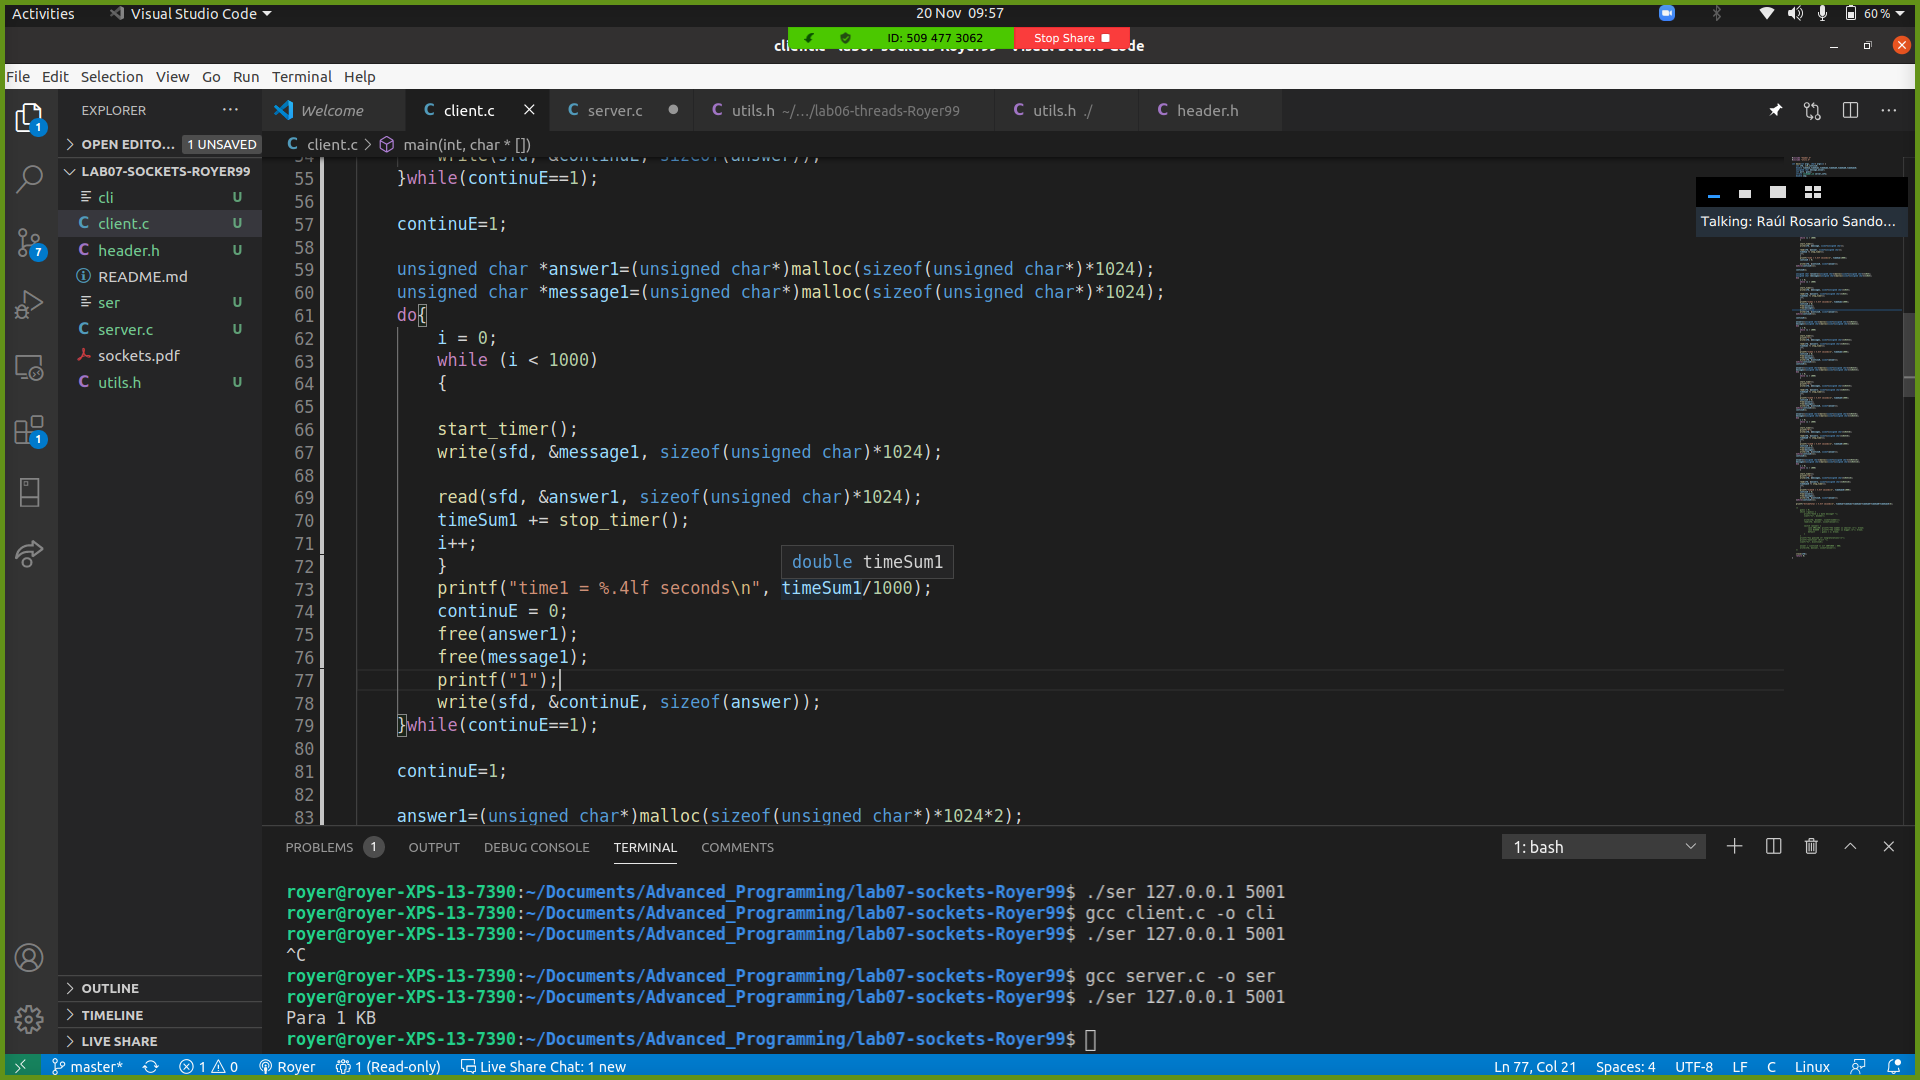 Activities
Visual Studio Code
20 Nov 09:57
60 %
ID: 509 477 3062
Stop Share
File Edit Selection View Go Run Terminal Help
EXPLORER
Welcome
client.c
server.c
utils.h ~/.../lab06-threads-Royer99
utils.h ./
header.h
OPEN EDITO... 1 UNSAVED
client.c > main(int, char * [])
LAB07-SOCKETS-ROYER99
cli U
client.c U
header.h U
README.md
ser U
server.c U
sockets.pdf
utils.h U
OUTLINE
TIMELINE
LIVE SHARE
1
7
1
Talking: Raúl Rosario Sando...
54 write(sfd, &continuE, sizeof(answer));
55 }while(continuE==1);
56
57 continuE=1;
58
59 unsigned char *answer1=(unsigned char*)malloc(sizeof(unsigned char*)*1024);
60 unsigned char *message1=(unsigned char*)malloc(sizeof(unsigned char*)*1024);
61 do{
62 i = 0;
63 while (i < 1000)
64 {
65
66 start_timer();
67 write(sfd, &message1, sizeof(unsigned char)*1024);
68
69 read(sfd, &answer1, sizeof(unsigned char)*1024);
70 timeSum1 += stop_timer();
71 i++;
72 }
double timeSum1
73 printf("time1 = %.4lf seconds\n", timeSum1/1000);
74 continuE = 0;
75 free(answer1);
76 free(message1);
77 printf("1");
78 write(sfd, &continuE, sizeof(answer));
79 }while(continuE==1);
80
81 continuE=1;
82
83 answer1=(unsigned char*)malloc(sizeof(unsigned char*)*1024*2);
PROBLEMS 1 OUTPUT DEBUG CONSOLE TERMINAL COMMENTS
1: bash
royer@royer-XPS-13-7390:~/Documents/Advanced_Programming/lab07-sockets-Royer99$ ./ser 127.0.0.1 5001
royer@royer-XPS-13-7390:~/Documents/Advanced_Programming/lab07-sockets-Royer99$ gcc client.c -o cli
royer@royer-XPS-13-7390:~/Documents/Advanced_Programming/lab07-sockets-Royer99$ ./ser 127.0.0.1 5001
^C
royer@royer-XPS-13-7390:~/Documents/Advanced_Programming/lab07-sockets-Royer99$ gcc server.c -o ser
royer@royer-XPS-13-7390:~/Documents/Advanced_Programming/lab07-sockets-Royer99$ ./ser 127.0.0.1 5001
Para 1 KB
royer@royer-XPS-13-7390:~/Documents/Advanced_Programming/lab07-sockets-Royer99$
master* 1 0 Royer 1 (Read-only) Live Share Chat: 1 new
Ln 77, Col 21 Spaces: 4 UTF-8 LF C Linux